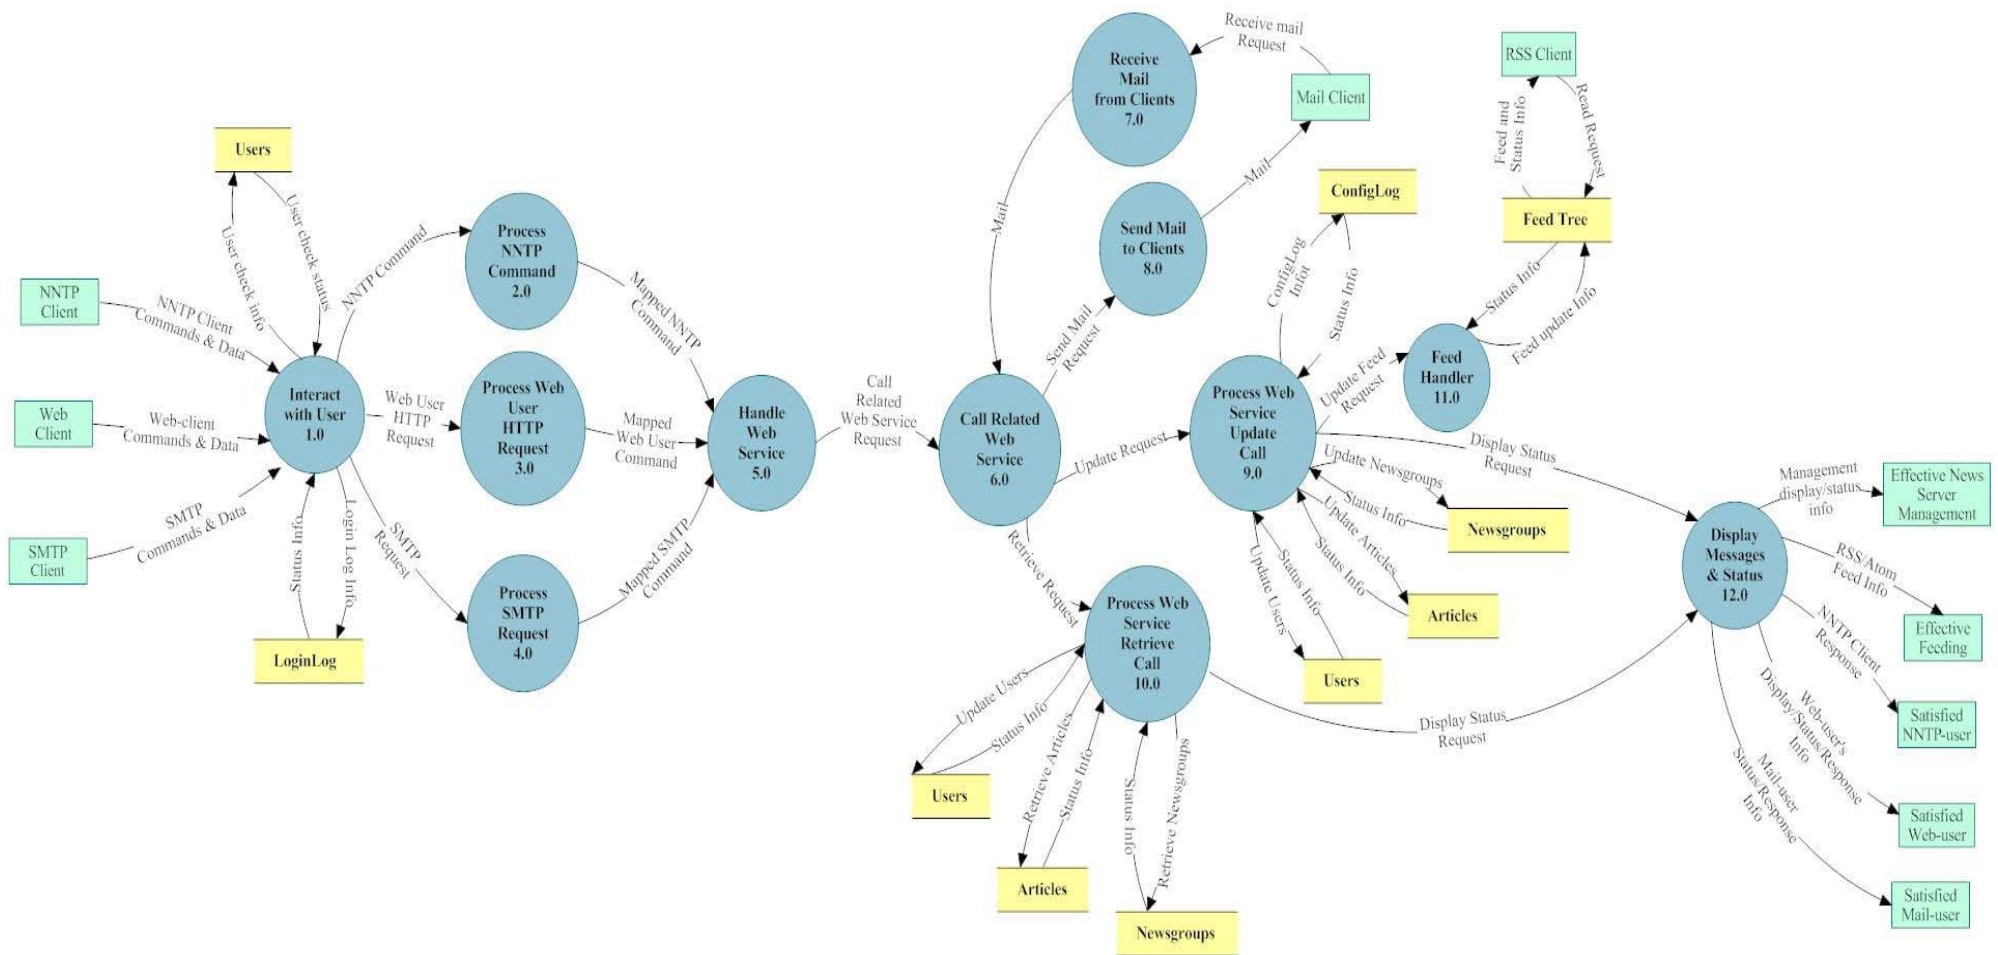 Users
User check info
User check status
NNTP
Client
NNTP Client
Commands & Data
Web
Client
Web-client
Commands & Data
SMTP
Client
SMTP
Commands & Data
Interact
with User
1.0
Status Info
Login Log Info
LoginLog
NNTP Command
Web User
HTTP
Request
SMTP
Request
Process
NNTP
Command
2.0
Process Web
User
HTTP
Request
3.0
Process
SMTP
Request
4.0
Mapped NNTP
Command
Mapped
Web User
Command
Mapped SMTP
Command
Handle
Web
Service
5.0
Call
Related
Web Service
Request
Call Related
Web
Service
6.0
Mail
Receive
Mail
from Clients
7.0
Receive mail
Request
Mail Client
Mail
Send Mail
to Clients
8.0
Send Mail
Request
Update Request
Retrieve Request
ConfigLog
ConfigLog
Infot
Status Info
Process Web
Service
Update
Call
9.0
Update Feed
Request
RSS Client
Feed and
Status Info
Read Request
Feed Tree
Status Info
Feed update Info
Feed
Handler
11.0
Display Status
Request
Update Newsgroups
Status Info
Newsgroups
Update Articles
Status Info
Articles
Update Users
Status Info
Users
Process Web
Service
Retrieve
Call
10.0
Update Users
Status Info
Users
Retrieve Articles
Status Info
Articles
Status Info
Retrieve Newsgroups
Newsgroups
Display Status
Request
Display
Messages
& Status
12.0
Management
display/status
info
Effective News
Server
Management
RSS/Atom
Feed Info
Effective
Feeding
NNTP Client
Response
Satisfied
NNTP-user
Web-user's
Display/Status/Response
Info
Satisfied
Web-user
Mail-user
Status/Response
Info
Satisfied
Mail-user